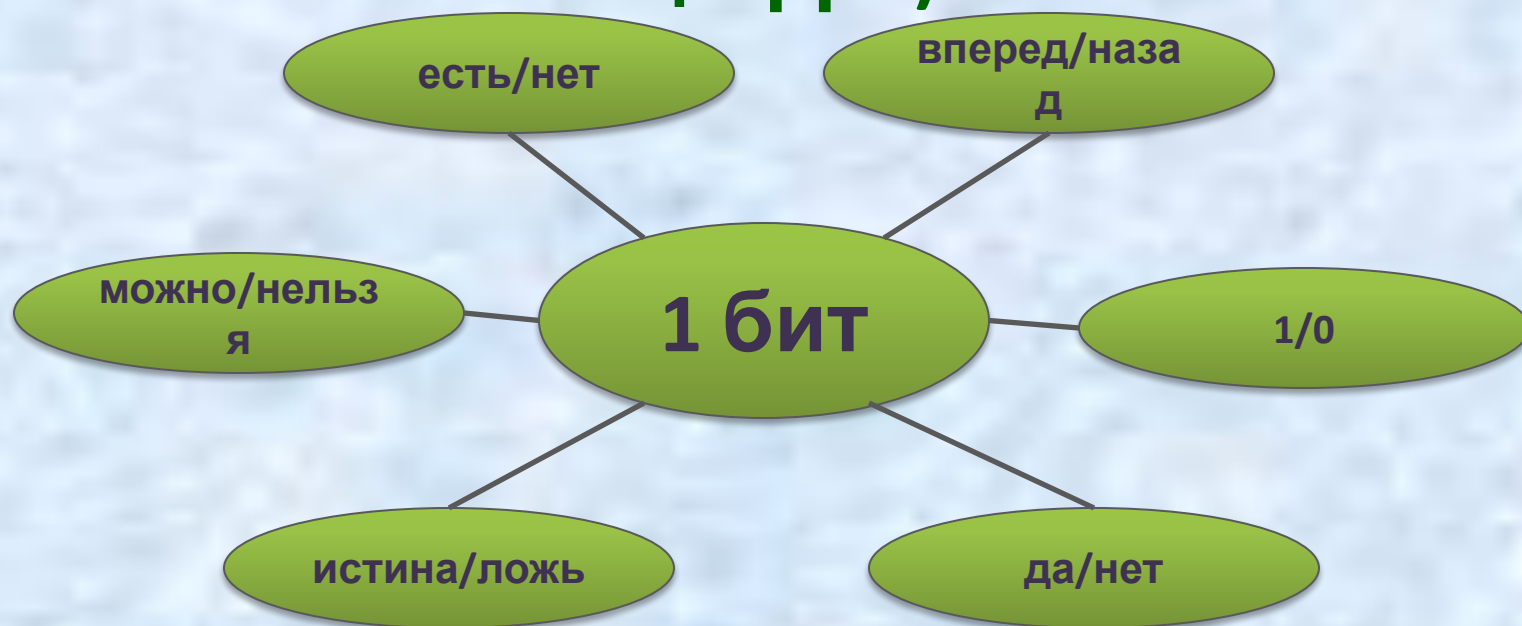 есть/нет
вперед/наза
д
можно/нельз
я
1 бит
1/0
истина/ложь
да/нет